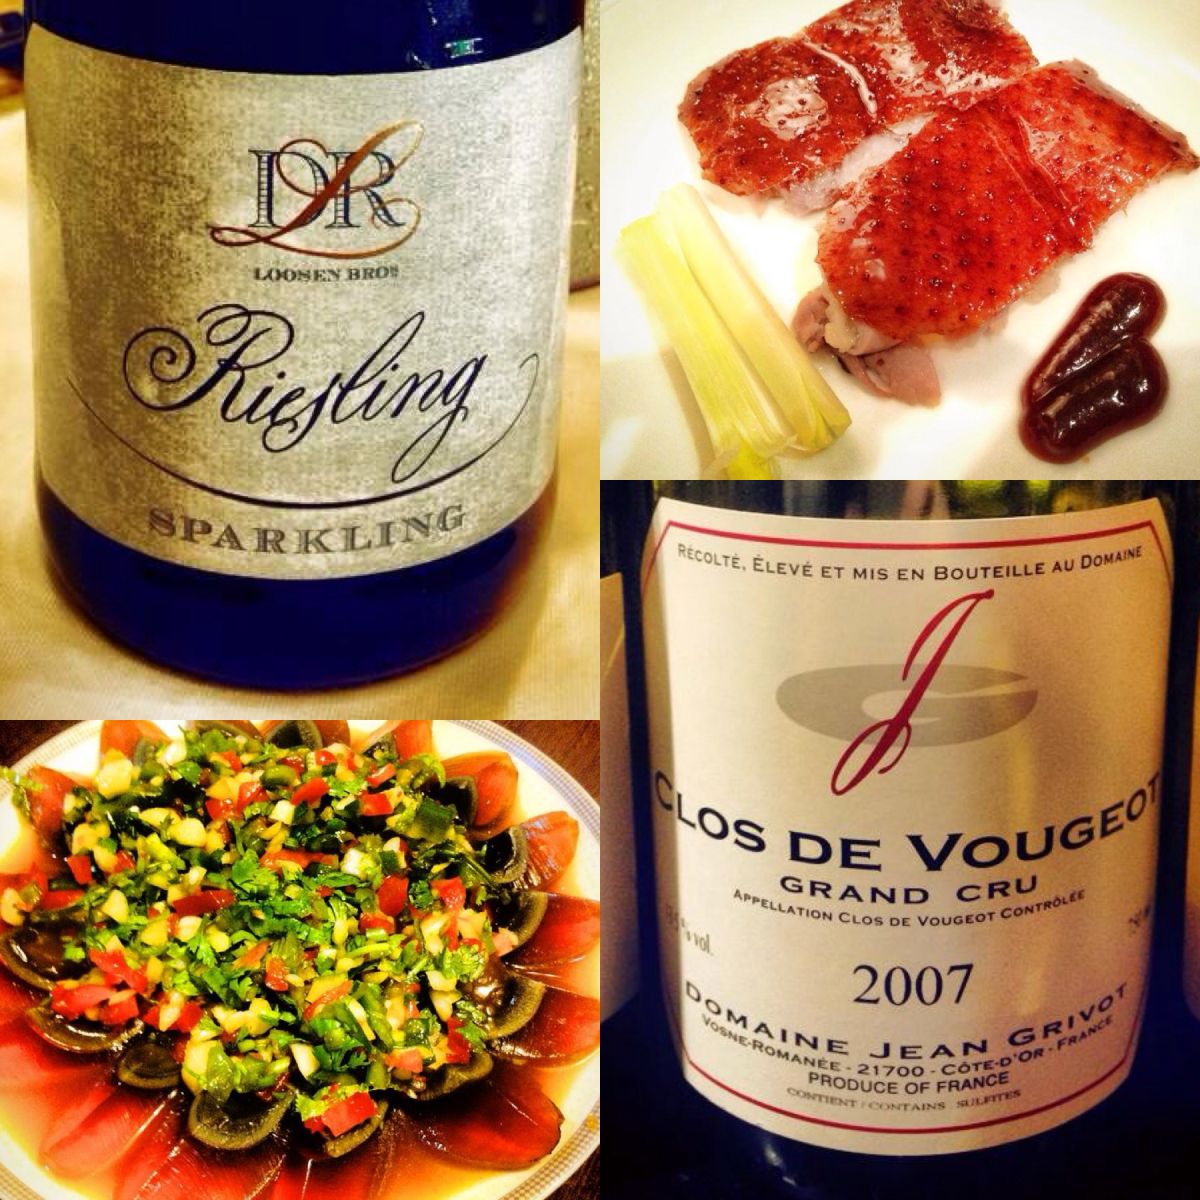 DR L
LOOSEN BROS
Riesling
SPARKLING
RÉCOLTÉ, ÉLEVÉ ET MIS EN BOUTEILLE AU DOMAINE
J G
CLOS DE VOUGEOT
GRAND CRU
APPELLATION CLOS DE VOUGEOT CONTRÔLÉE
% vol.
2007
DOMAINE JEAN GRIVOT
VOSNE-ROMANÉE - 21700 - CÔTE-D'OR - FRANCE
PRODUCE OF FRANCE
CONTIENT / CONTAINS SULFITES